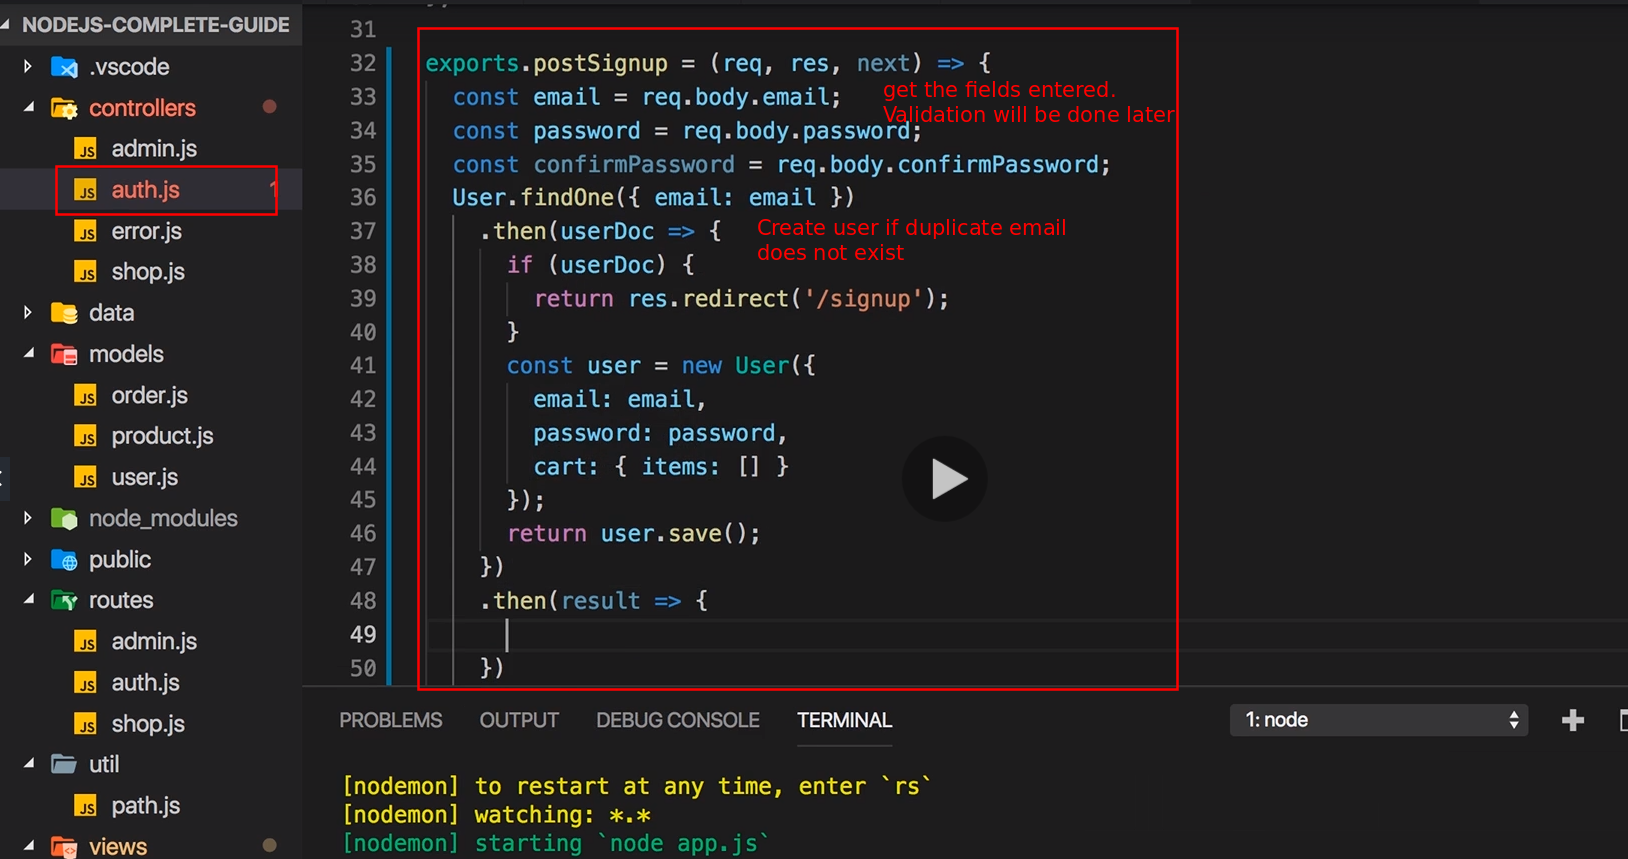 NODEJS-COMPLETE-GUIDE
.vscode
controllers
admin.js
auth.js 1
error.js
shop.js
data
models
order.js
product.js
user.js
node_modules
public
routes
admin.js
auth.js
shop.js
util
path.js
views
31
32 exports.postSignup = (req, res, next) => {
33 const email = req.body.email;
34 const password = req.body.password;
35 const confirmPassword = req.body.confirmPassword;
36 User.findOne({ email: email })
37 .then(userDoc => {
38 if (userDoc) {
39 return res.redirect('/signup');
40 }
41 const user = new User({
42 email: email,
43 password: password,
44 cart: { items: [] }
45 });
46 return user.save();
47 })
48 .then(result => {
49
50 })
get the fields entered.
Validation will be done later
Create user if duplicate email
does not exist
PROBLEMS OUTPUT DEBUG CONSOLE TERMINAL 1: node
[nodemon] to restart at any time, enter `rs`
[nodemon] watching: *.*
[nodemon] starting `node app.js`